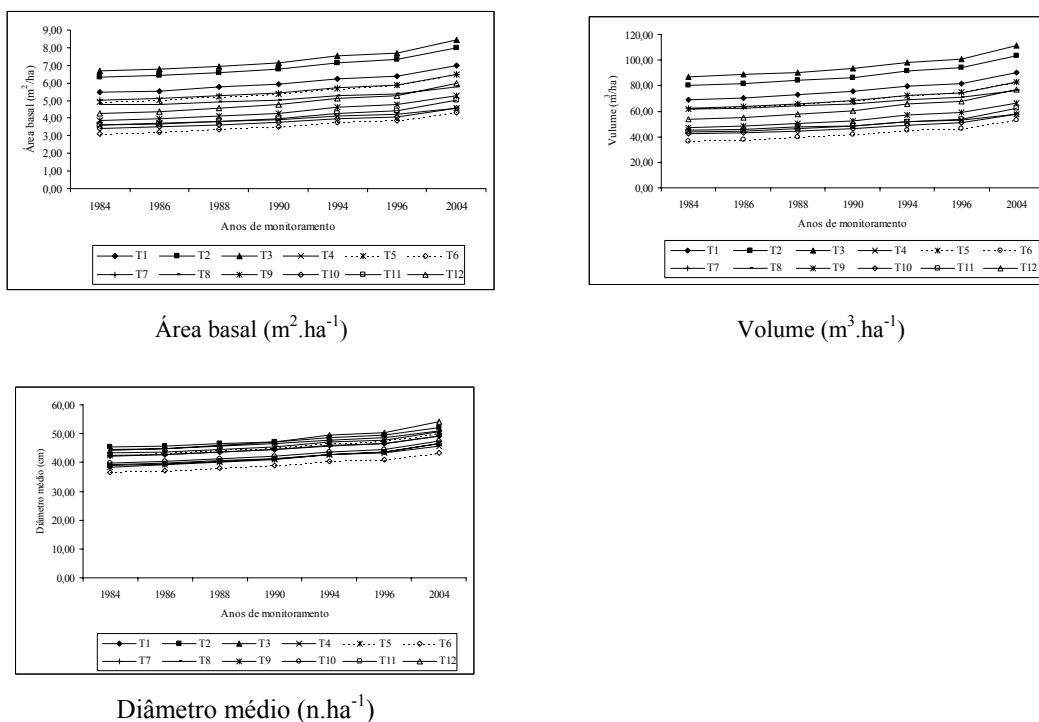 9,00
8,00
7,00
6,00
5,00
4,00
3,00
2,00
1,00
0,00
Área basal (m²/ha)
1984 1986 1988 1990 1994 1996 2004
Anos de monitoramento
T1 T2 T3 T4 T5 T6
T7 T8 T9 T10 T11 T12
Área basal (m².ha⁻¹)
120,00
100,00
80,00
60,00
40,00
20,00
0,00
Volume (m³/ha)
1984 1986 1988 1990 1994 1996 2004
Anos de monitoramento
T1 T2 T3 T4 T5 T6
T7 T8 T9 T10 T11 T12
Volume (m³.ha⁻¹)
60,00
50,00
40,00
30,00
20,00
10,00
0,00
Diâmetro médio (cm)
1984 1986 1988 1990 1994 1996 2004
Anos de monitoramento
T1 T2 T3 T4 T5 T6
T7 T8 T9 T10 T11 T12
Diâmetro médio (n.ha⁻¹)